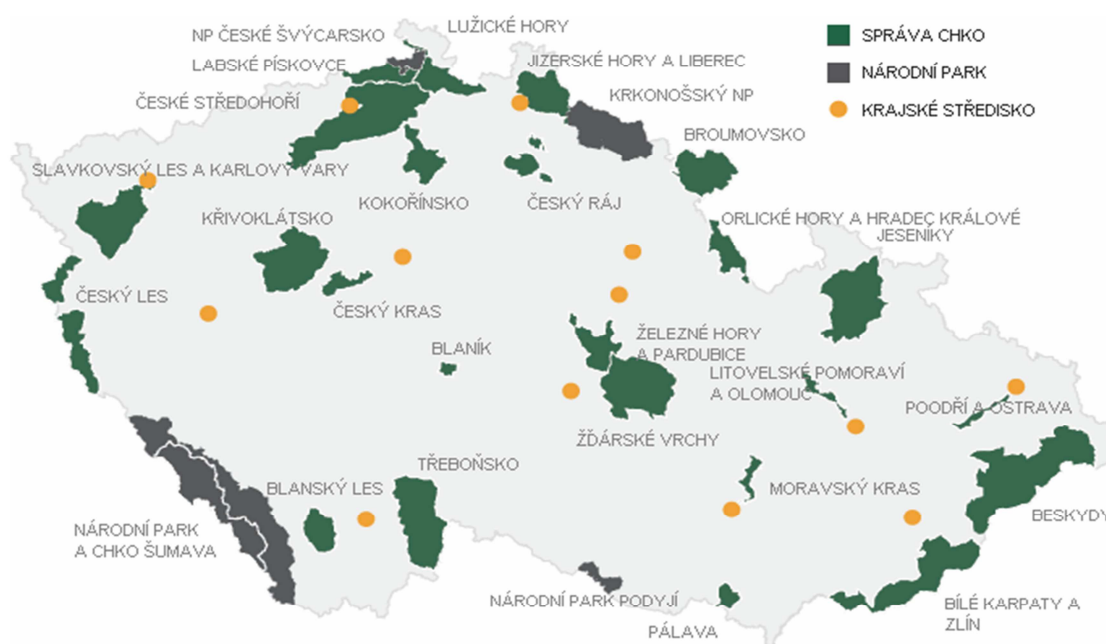 LUŽICKÉ HORY
NP ČESKÉ ŠVÝCARSKO
SPRÁVA CHKO
LABSKÉ PÍSKOVCE
JIZERSKÉ HORY A LIBEREC
NÁRODNÍ PARK
KRKONOŠSKÝ NP
ČESKÉ STŘEDOHOŘÍ
KRAJSKÉ STŘEDISKO
BROUMOVSKO
SLAVKOVSKÝ LES A KARLOVY VARY
KOKOŘÍNSKO
ČESKÝ RÁJ
KŘIVOKLÁTSKO
ORLICKÉ HORY A HRADEC KRÁLOVÉ
JESENÍKY
ČESKÝ LES
ČESKÝ KRAS
ŽELEZNÉ HORY
A PARDUBICE
BLANÍK
LITOVELSKÉ POMORAVÍ
A OLOMOUC
POODŘÍ A OSTRAVA
ŽĎÁRSKÉ VRCHY
TŘEBOŇSKO
BLANSKÝ LES
MORAVSKÝ KRAS
BESKYDY
NÁRODNÍ PARK
A CHKO ŠUMAVA
NÁRODNÍ PARK PODYJÍ
PÁLAVA
BÍLÉ KARPATY A
ZLÍN